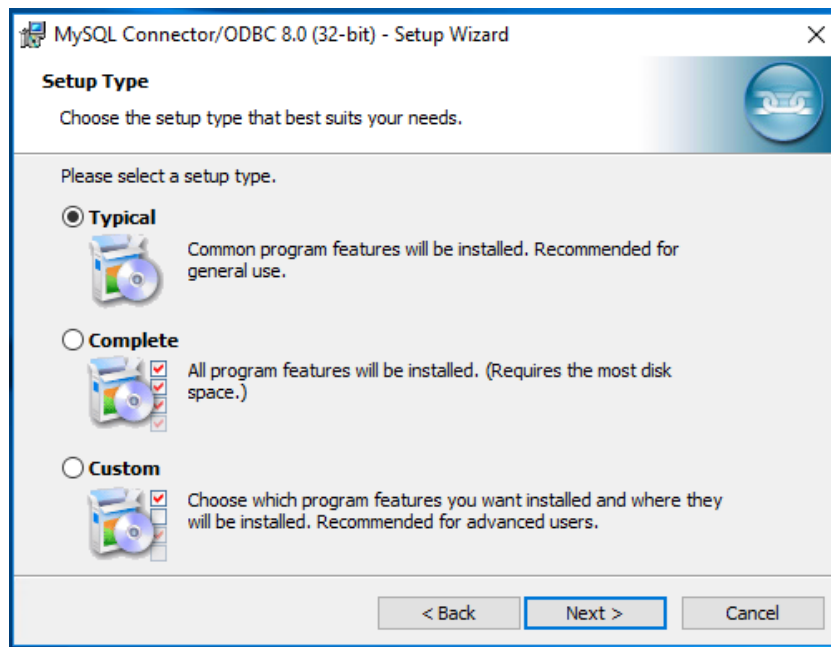 MySQL Connector/ODBC 8.0 (32-bit) - Setup Wizard
Setup Type
Choose the setup type that best suits your needs.
Please select a setup type.
Typical
Common program features will be installed. Recommended for
general use.
Complete
All program features will be installed. (Requires the most disk
space.)
Custom
Choose which program features you want installed and where they
will be installed. Recommended for advanced users.
< Back Next > Cancel